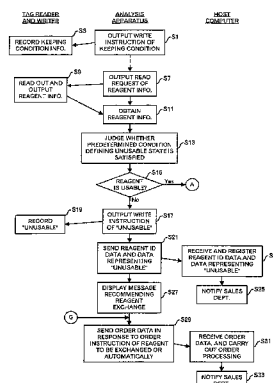 TAG READER
AND WRITER
ANALYSIS
APPARATUS
HOST
COMPUTER
S3
RECORD KEEPING
CONDITION INFO.
OUTPUT WRITE
INSTRUCTION OF
KEEPING CONDITION
S1
S9
READ OUT AND
OUTPUT
REAGENT INFO.
OUTPUT READ
REQUEST OF
REAGENT INFO.
S7
OBTAIN
REAGENT INFO.
S11
JUDGE WHETHER
PREDETERMINED CONDITION
DEFINING UNUSABLE STATE IS
SATISFIED
S13
S15
REAGENT
IS USABLE?
Yes
A
No
S19
RECORD
"UNUSABLE"
OUTPUT WRITE
INSTRUCTION
OF "UNUSABLE"
S17
S21
SEND REAGENT ID
DATA AND DATA
REPRESENTING
"UNUSABLE"
RECEIVE AND REGISTER
REAGENT ID DATA AND
DATA REPRESENTING
"UNUSABLE"
S
DISPLAY MESSAGE
RECOMMENDING
REAGENT
EXCHANGE
S27
NOTIFY SALES
DEPT.
S25
S29
SEND ORDER DATA IN
RESPONSE TO ORDER
INSTRUCTION OF REAGENT
TO BE EXCHANGED OR
AUTOMATICALLY
RECEIVE ORDER
DATA, AND CARRY
OUT ORDER
PROCESSING
S31
S33
NOTIFY SALES
DEPT.